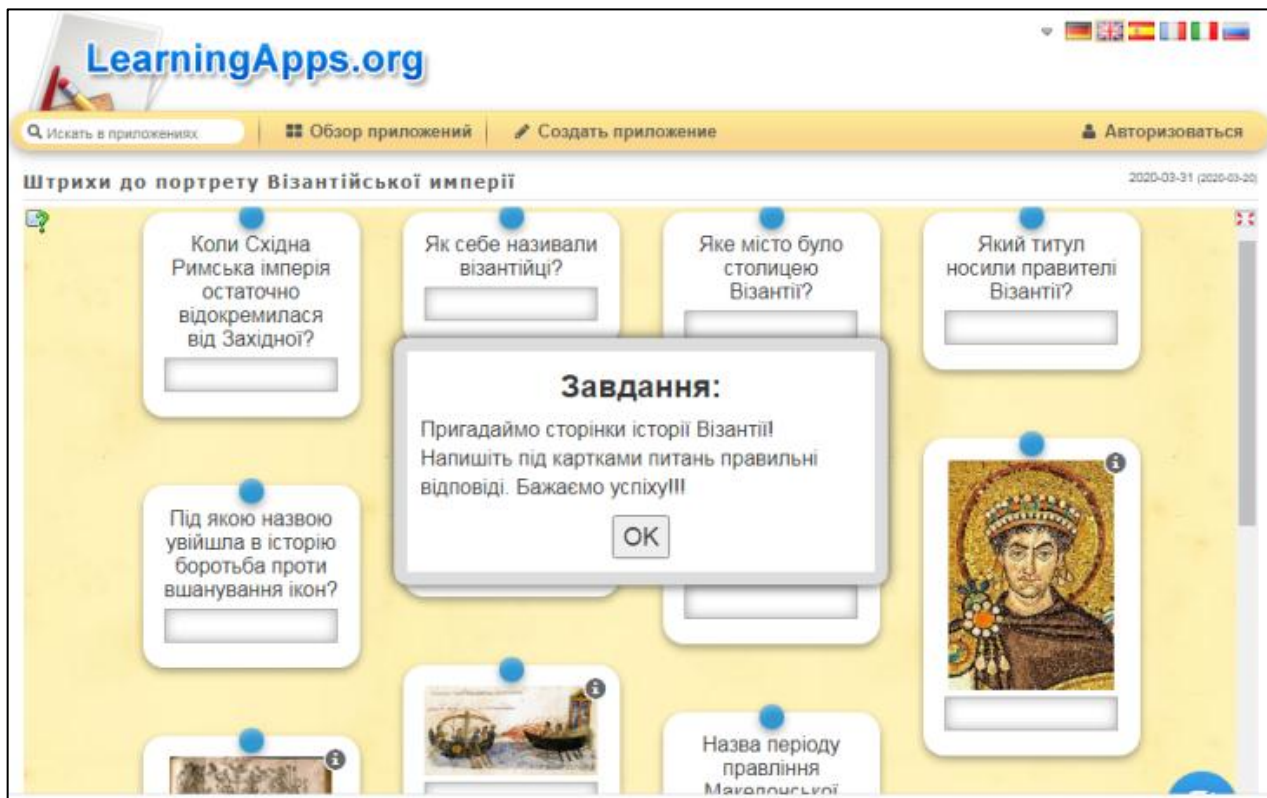 LearningApps.org
Искать в приложениях
Обзор приложений
Создать приложение
Авторизоваться
Штрихи до портрету Візантійської империї
2020-03-31 (2020-03-20)
Коли Східна
Римська імперія
остаточно
відокремилася
від Західної?
Як себе називали
візантійці?
Яке місто було
столицею
Візантії?
Який титул
носили правителі
Візантії?
Завдання:
Пригадаймо сторінки історії Візантії!
Напишіть під картками питань правильні
відповіді. Бажаємо успіху!!!
OK
Під якою назвою
увійшла в історію
боротьба проти
вшанування ікон?
Назва періоду
правління
Македонської